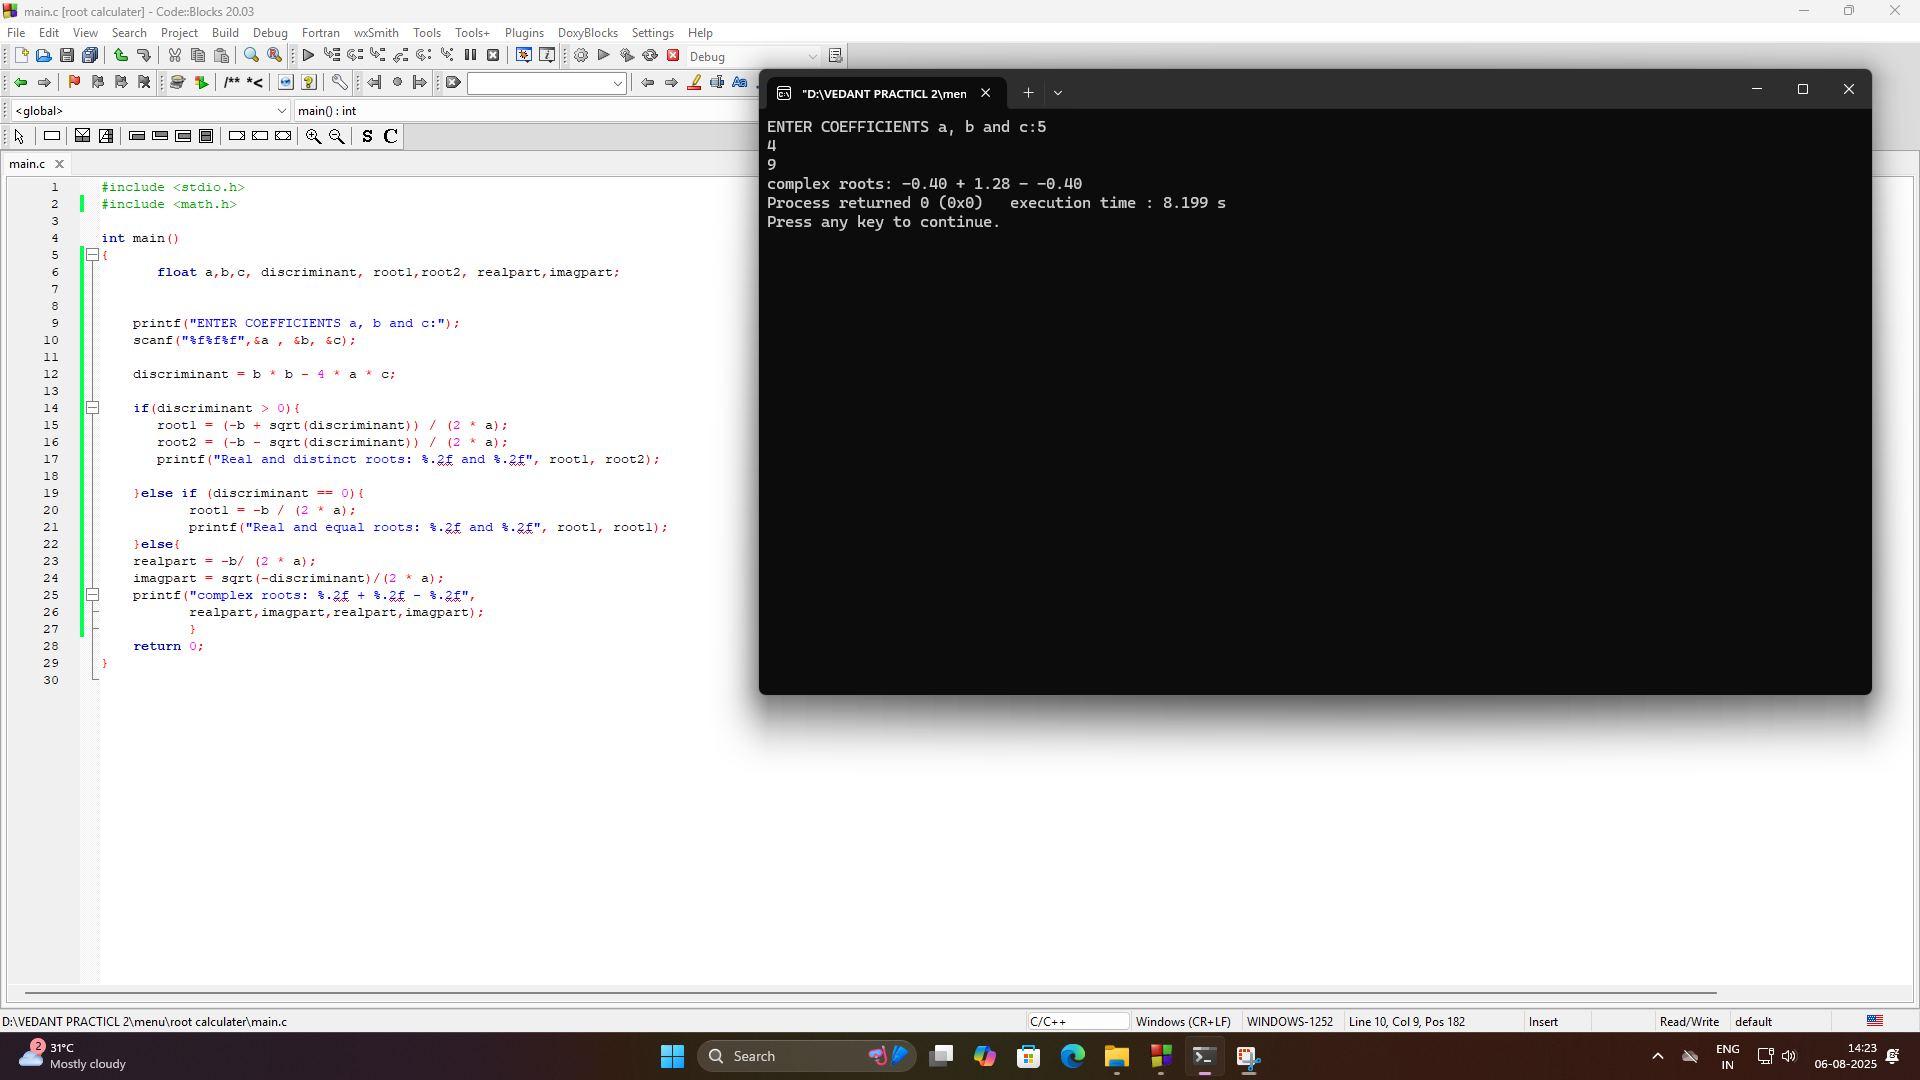 main.c [root calculater] - Code::Blocks 20.03
File Edit View Search Project Build Debug Fortran wxSmith Tools Tools+ Plugins DoxyBlocks Settings Help
Debug
/** *<
<global>
main() : int
S C
main.c
1 #include <stdio.h>
2 #include <math.h>
3
4 int main()
5 {
6 float a,b,c, discriminant, root1,root2, realpart,imagpart;
7
8
9 printf("ENTER COEFFICIENTS a, b and c:");
10 scanf("%f%f%f",&a , &b, &c);
11
12 discriminant = b * b - 4 * a * c;
13
14 if(discriminant > 0){
15 root1 = (-b + sqrt(discriminant)) / (2 * a);
16 root2 = (-b - sqrt(discriminant)) / (2 * a);
17 printf("Real and distinct roots: %.2f and %.2f", root1, root2);
18
19 }else if (discriminant == 0){
20 root1 = -b / (2 * a);
21 printf("Real and equal roots: %.2f and %.2f", root1, root1);
22 }else{
23 realpart = -b/ (2 * a);
24 imagpart = sqrt(-discriminant)/(2 * a);
25 printf("complex roots: %.2f + %.2f - %.2f",
26 realpart,imagpart,realpart,imagpart);
27 }
28 return 0;
29 }
30
"D:\VEDANT PRACTICL 2\men
ENTER COEFFICIENTS a, b and c:5
4
9
complex roots: -0.40 + 1.28 - -0.40
Process returned 0 (0x0)   execution time : 8.199 s
Press any key to continue.
D:\VEDANT PRACTICL 2\menu\root calculater\main.c
C/C++
Windows (CR+LF)
WINDOWS-1252
Line 10, Col 9, Pos 182
Insert
Read/Write
default
2
31°C
Mostly cloudy
Search
ENG
IN
14:23
06-08-2025